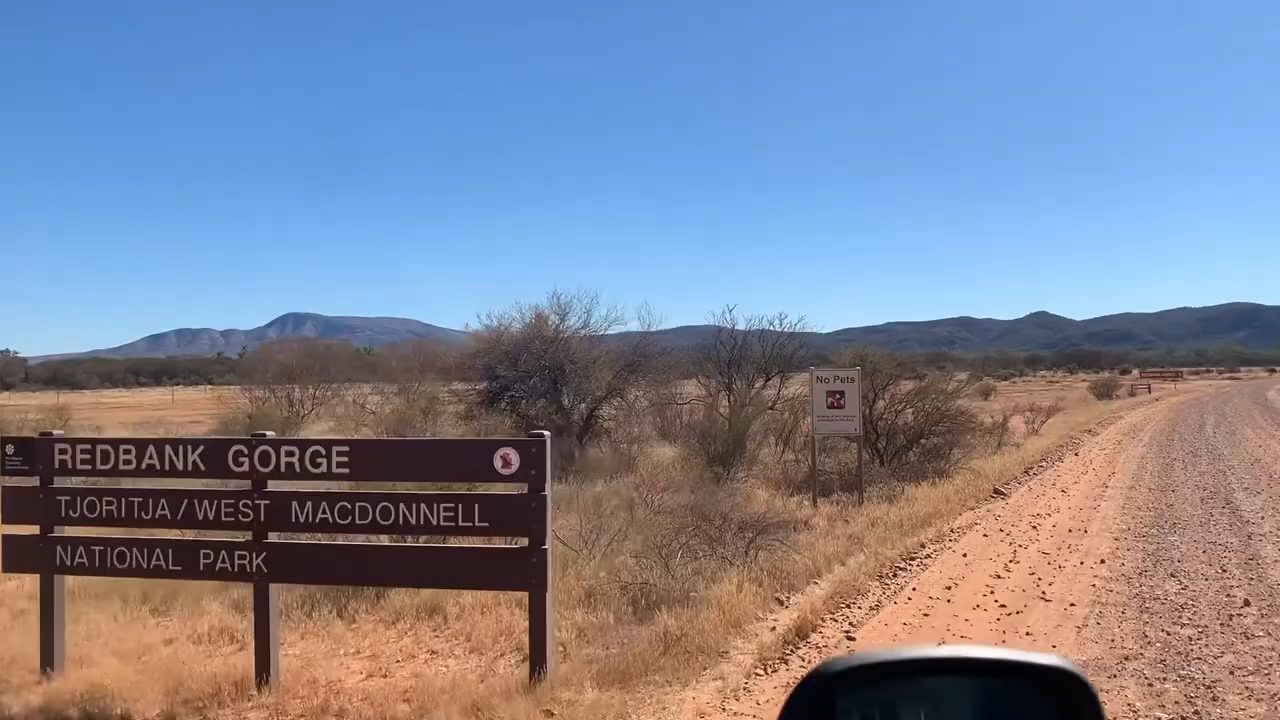 REDBANK GORGE
TJORITJA/WEST MACDONNELL
NATIONAL PARK
No Pets